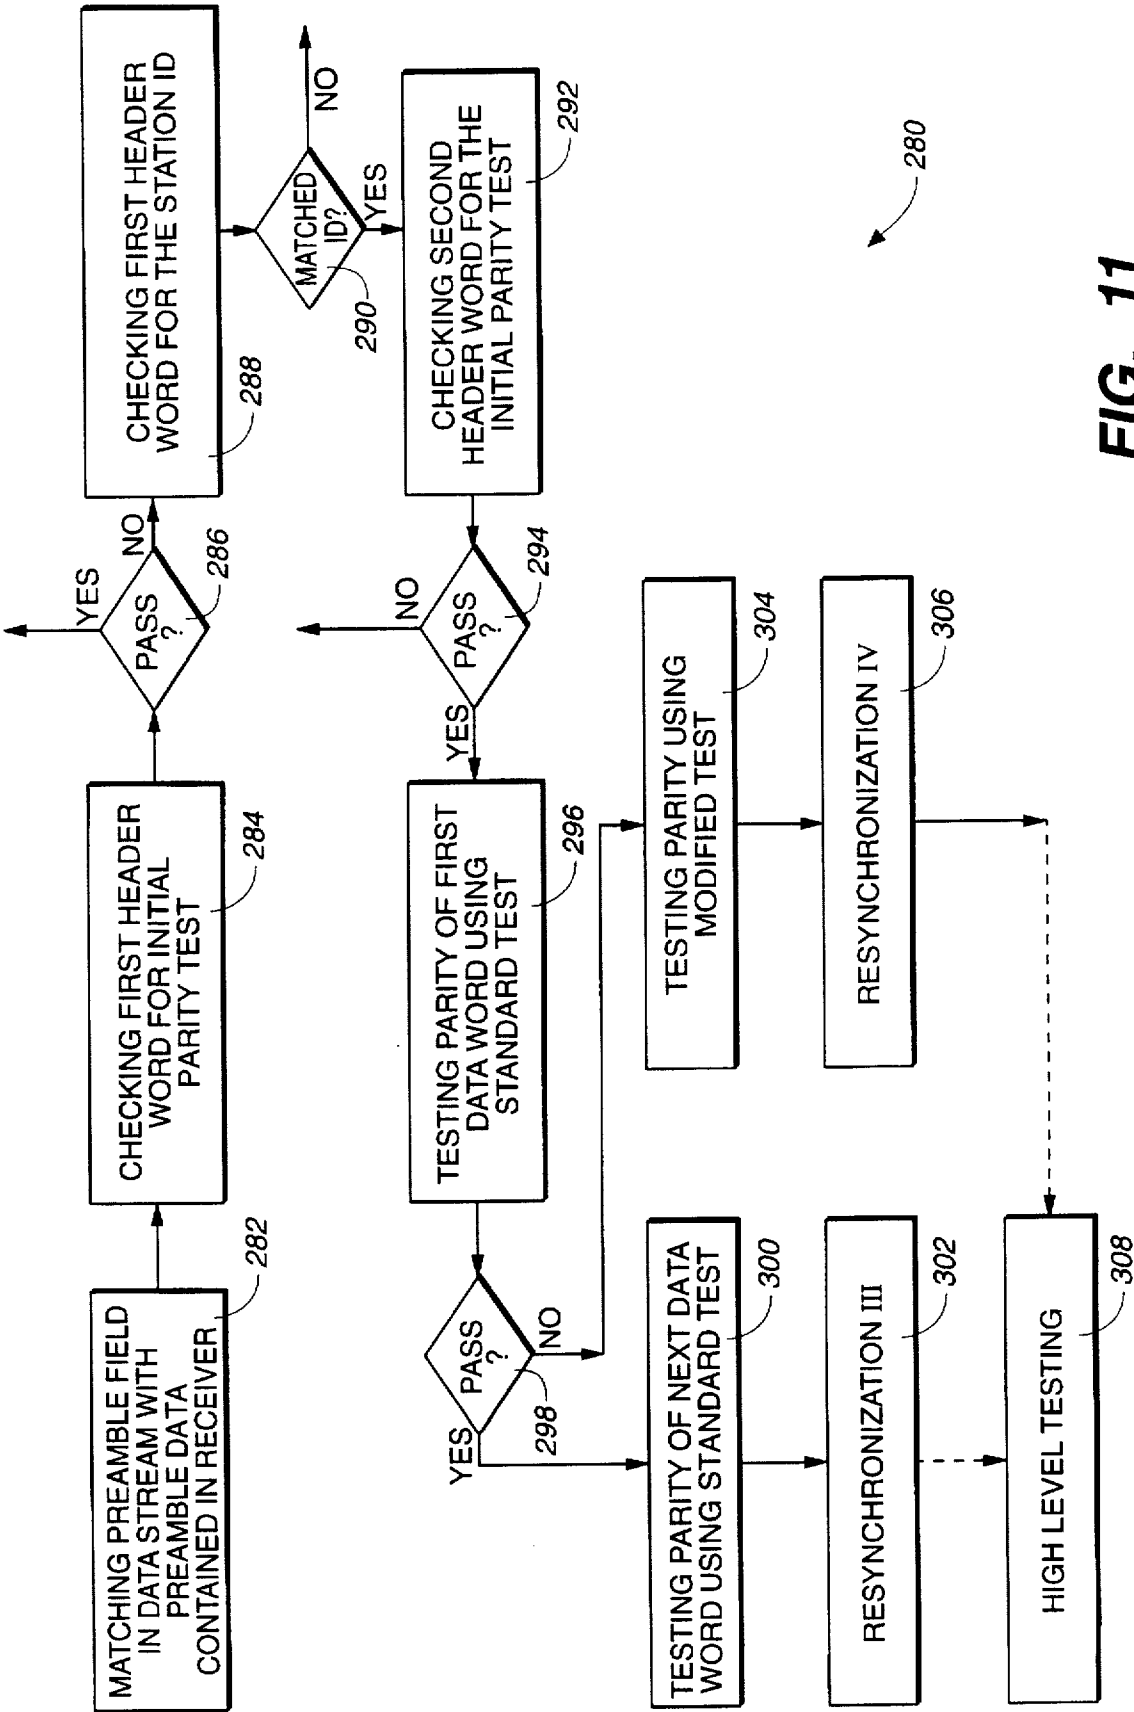 MATCHING PREAMBLE FIELD
IN DATA STREAM WITH
PREAMBLE DATA
CONTAINED IN RECEIVER
282
CHECKING FIRST HEADER
WORD FOR INITIAL
PARITY TEST
284
PASS
?
286
YES
NO
CHECKING FIRST HEADER
WORD FOR THE STATION ID
288
MATCHED
ID?
290
NO
YES
CHECKING SECOND
HEADER WORD FOR THE
INITIAL PARITY TEST
292
PASS
?
294
NO
YES
TESTING PARITY OF FIRST
DATA WORD USING
STANDARD TEST
296
PASS
?
298
YES
NO
TESTING PARITY OF NEXT DATA
WORD USING STANDARD TEST
300
RESYNCHRONIZATION III
302
TESTING PARITY USING
MODIFIED TEST
304
RESYNCHRONIZATION IV
306
HIGH LEVEL TESTING
308
280
FIG. 11